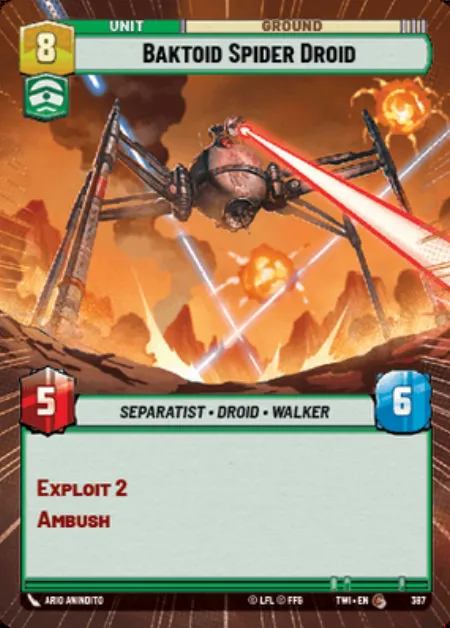 UNIT
GROUND
8
BAKTOID SPIDER DROID
5
SEPARATIST • DROID • WALKER
6
EXPLOIT 2
AMBUSH
ARIO ANINDITO
© LFL © FFG
TWI • EN
387